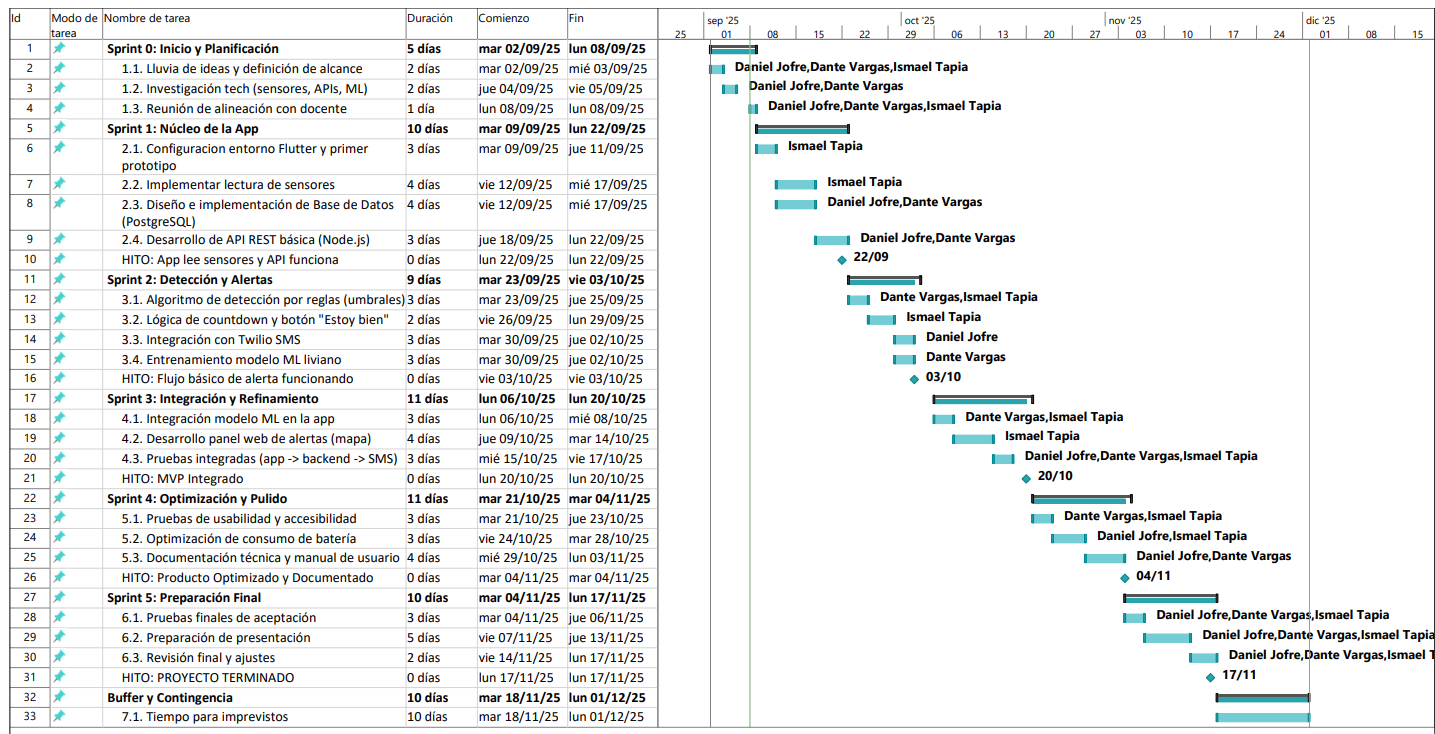 Id Modo de tarea Nombre de tarea Duración Comienzo Fin sep '25 oct '25 nov '25 dic '25
25 01 08 15 22 29 06 13 20 27 03 10 17 24 01 08 15
1 Sprint 0: Inicio y Planificación 5 días mar 02/09/25 lun 08/09/25
2 1.1. Lluvia de ideas y definición de alcance 2 días mar 02/09/25 mié 03/09/25 Daniel Jofre,Dante Vargas,Ismael Tapia
3 1.2. Investigación tech (sensores, APIs, ML) 2 días jue 04/09/25 vie 05/09/25 Daniel Jofre,Dante Vargas
4 1.3. Reunión de alineación con docente 1 día lun 08/09/25 lun 08/09/25 Daniel Jofre,Dante Vargas,Ismael Tapia
5 Sprint 1: Núcleo de la App 10 días mar 09/09/25 lun 22/09/25
6 2.1. Configuracion entorno Flutter y primer prototipo 3 días mar 09/09/25 jue 11/09/25 Ismael Tapia
7 2.2. Implementar lectura de sensores 4 días vie 12/09/25 mié 17/09/25 Ismael Tapia
8 2.3. Diseño e implementación de Base de Datos (PostgreSQL) 4 días vie 12/09/25 mié 17/09/25 Daniel Jofre,Dante Vargas
9 2.4. Desarrollo de API REST básica (Node.js) 3 días jue 18/09/25 lun 22/09/25 Daniel Jofre,Dante Vargas
10 HITO: App lee sensores y API funciona 0 días lun 22/09/25 lun 22/09/25 22/09
11 Sprint 2: Detección y Alertas 9 días mar 23/09/25 vie 03/10/25
12 3.1. Algoritmo de detección por reglas (umbrales) 3 días mar 23/09/25 jue 25/09/25 Dante Vargas,Ismael Tapia
13 3.2. Lógica de countdown y botón "Estoy bien" 2 días vie 26/09/25 lun 29/09/25 Ismael Tapia
14 3.3. Integración con Twilio SMS 3 días mar 30/09/25 jue 02/10/25 Daniel Jofre
15 3.4. Entrenamiento modelo ML liviano 3 días mar 30/09/25 jue 02/10/25 Dante Vargas
16 HITO: Flujo básico de alerta funcionando 0 días vie 03/10/25 vie 03/10/25 03/10
17 Sprint 3: Integración y Refinamiento 11 días lun 06/10/25 lun 20/10/25
18 4.1. Integración modelo ML en la app 3 días lun 06/10/25 mié 08/10/25 Dante Vargas,Ismael Tapia
19 4.2. Desarrollo panel web de alertas (mapa) 4 días jue 09/10/25 mar 14/10/25 Ismael Tapia
20 4.3. Pruebas integradas (app -> backend -> SMS) 3 días mié 15/10/25 vie 17/10/25 Daniel Jofre,Dante Vargas,Ismael Tapia
21 HITO: MVP Integrado 0 días lun 20/10/25 lun 20/10/25 20/10
22 Sprint 4: Optimización y Pulido 11 días mar 21/10/25 mar 04/11/25
23 5.1. Pruebas de usabilidad y accesibilidad 3 días mar 21/10/25 jue 23/10/25 Dante Vargas,Ismael Tapia
24 5.2. Optimización de consumo de batería 3 días vie 24/10/25 mar 28/10/25 Daniel Jofre,Ismael Tapia
25 5.3. Documentación técnica y manual de usuario 4 días mié 29/10/25 lun 03/11/25 Daniel Jofre,Dante Vargas
26 HITO: Producto Optimizado y Documentado 0 días mar 04/11/25 mar 04/11/25 04/11
27 Sprint 5: Preparación Final 10 días mar 04/11/25 lun 17/11/25
28 6.1. Pruebas finales de aceptación 3 días mar 04/11/25 jue 06/11/25 Daniel Jofre,Dante Vargas,Ismael Tapia
29 6.2. Preparación de presentación 5 días vie 07/11/25 jue 13/11/25 Daniel Jofre,Dante Vargas,Ismael Tapia
30 6.3. Revisión final y ajustes 2 días vie 14/11/25 lun 17/11/25 Daniel Jofre,Dante Vargas,Ismael T
31 HITO: PROYECTO TERMINADO 0 días lun 17/11/25 lun 17/11/25 17/11
32 Buffer y Contingencia 10 días mar 18/11/25 lun 01/12/25
33 7.1. Tiempo para imprevistos 10 días mar 18/11/25 lun 01/12/25